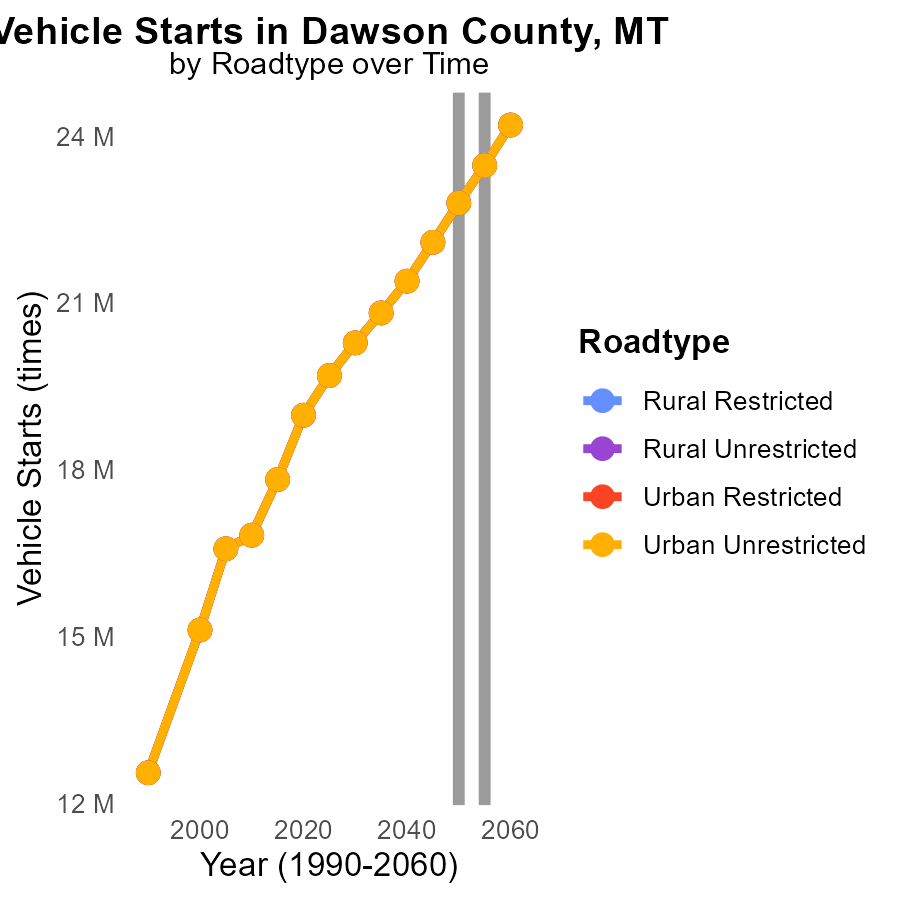 Vehicle Starts in Dawson County, MT
by Roadtype over Time
24 M
21 M
18 M
15 M
12 M
Vehicle Starts (times)
2000 2020 2040 2060
Year (1990-2060)
Roadtype
Rural Restricted
Rural Unrestricted
Urban Restricted
Urban Unrestricted